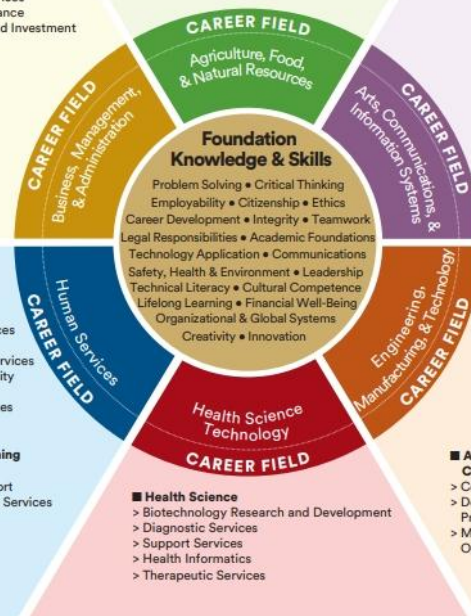 d Investment
CAREER FIELD
Agriculture, Food,
& Natural Resources
CAREER FIELD
Business, Management,
& Administration
CAREER FIELD
Arts, Communications, &
Information Systems
Foundation
Knowledge & Skills
Problem Solving • Critical Thinking
Employability • Citizenship • Ethics
Career Development • Integrity • Teamwork
Legal Responsibilities • Academic Foundations
Technology Application • Communications
Safety, Health & Environment • Leadership
Technical Literacy • Cultural Competence
Lifelong Learning • Financial Well-Being
Organizational & Global Systems
Creativity • Innovation
CAREER FIELD
Human Services
Engineering,
Manufacturing, & Technology
CAREER FIELD
Health Science
Technology
CAREER FIELD
■ Health Science
> Biotechnology Research and Development
> Diagnostic Services
> Support Services
> Health Informatics
> Therapeutic Services
Services